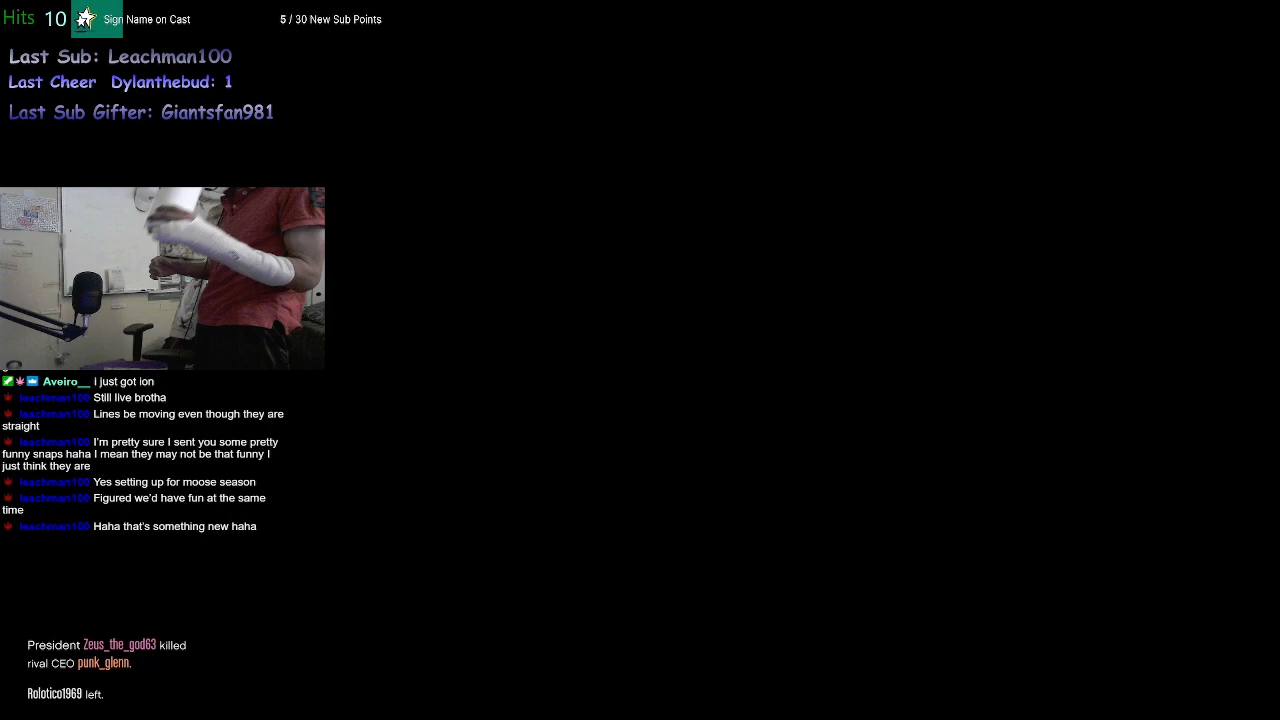 Hits 10 Sign Name on Cast 5 / 30 New Sub Points
Last Sub: Leachman100
Last Cheer Dylanthebud: 1
Last Sub Gifter: Giantsfan981
Aveiro__ I just got ion
leachman100 Still live brotha
leachman100 Lines be moving even though they are
straight
leachman100 I'm pretty sure I sent you some pretty
funny snaps haha I mean they may not be that funny I
just think they are
leachman100 Yes setting up for moose season
leachman100 Figured we'd have fun at the same
time
leachman100 Haha that's something new haha
President Zeus_the_god63 killed
rival CEO punk_glenn.
Rolotico1969 left.